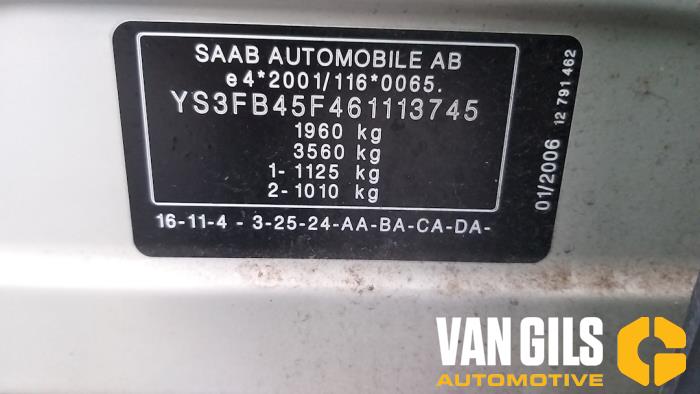 SAAB AUTOMOBILE AB
e4*2001/116*0065.
YS3FB45F461113745
1960 kg
3560 kg
1- 1125 kg
2- 1010 kg
16-11-4 - 3-25-24-AA-BA-CA-DA-
01/2006
12 791 462
VAN GILS
AUTOMOTIVE